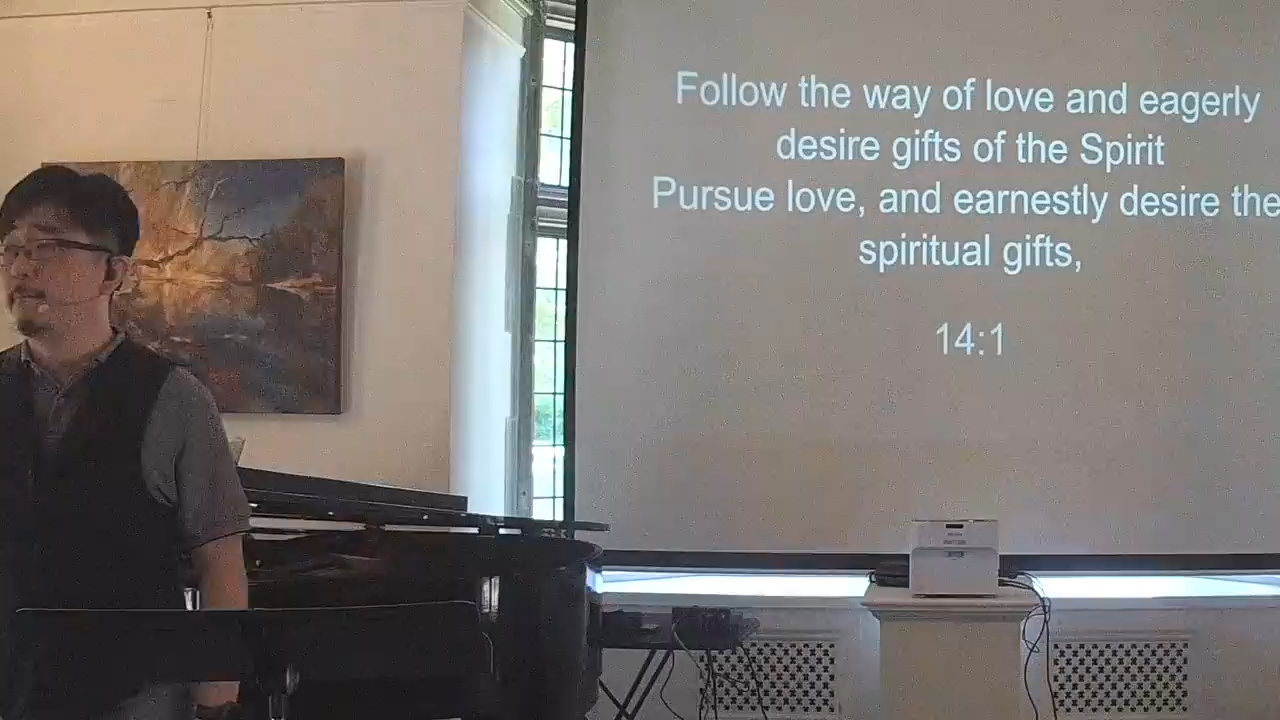 Follow the way of love and eagerly
desire gifts of the Spirit
Pursue love, and earnestly desire the
spiritual gifts,
14:1